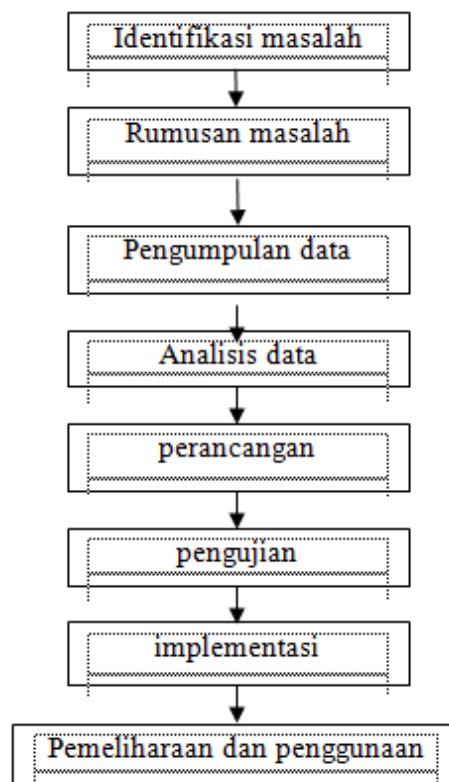 Identifikasi masalah
Rumusan masalah
Pengumpulan data
Analisis data
perancangan
pengujian
implementasi
Pemeliharaan dan penggunaan